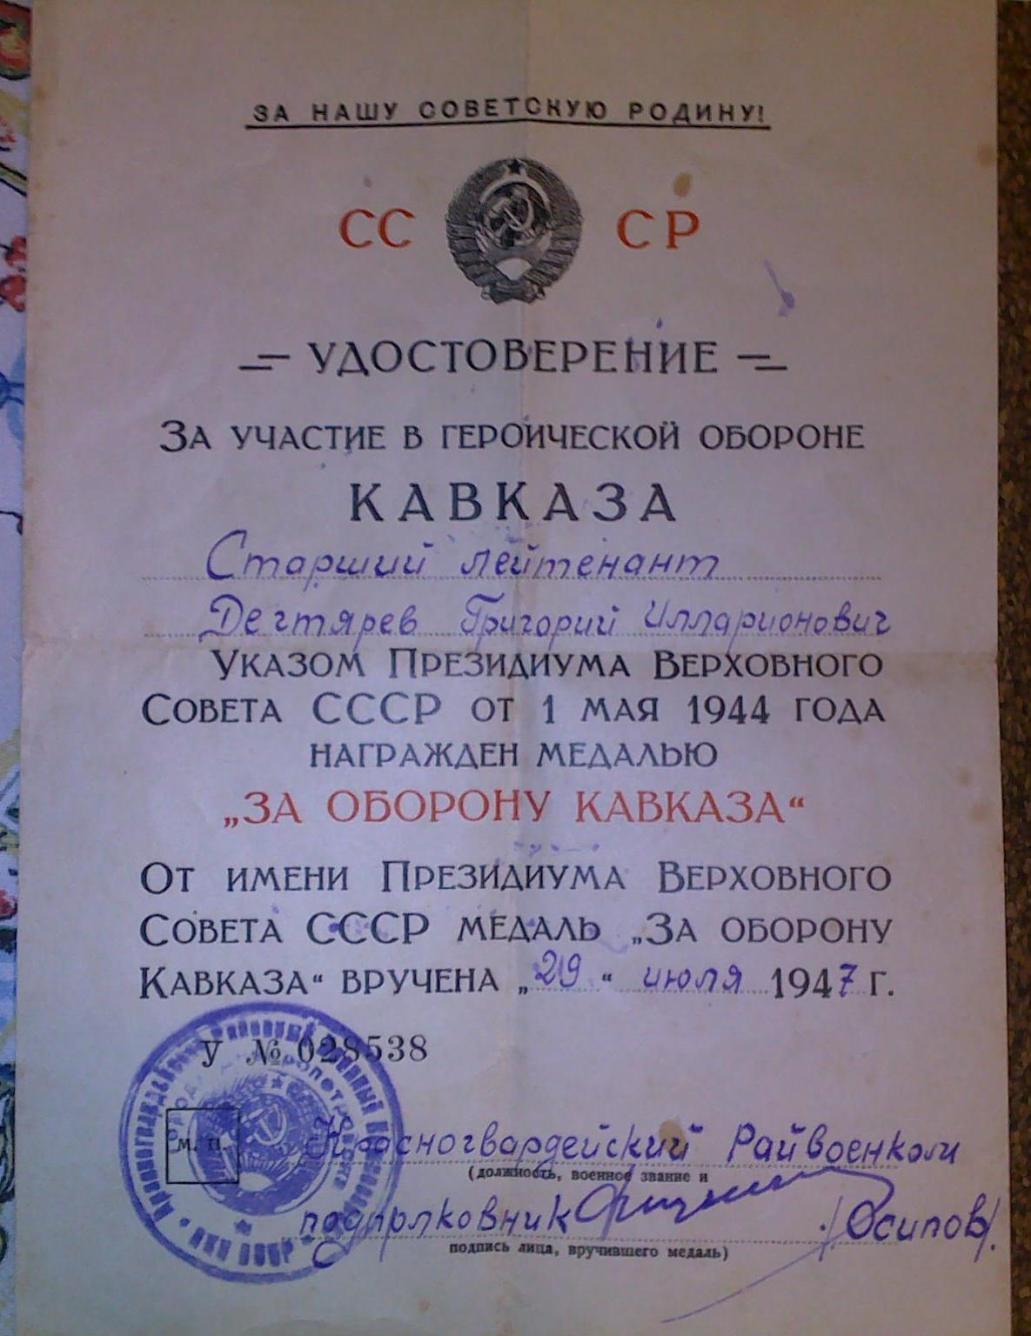 ЗА НАШУ СОВЕТСКУЮ РОДИНУ!
СС СР
УДОСТОВЕРЕНИЕ
ЗА УЧАСТИЕ В ГЕРОИЧЕСКОЙ ОБОРОНЕ
КАВКАЗА
Старший лейтенант
Дегтярев Григорий Илларионович
УКАЗОМ ПРЕЗИДИУМА ВЕРХОВНОГО
СОВЕТА СССР ОТ 1 МАЯ 1944 ГОДА
НАГРАЖДЕН МЕДАЛЬЮ
„ЗА ОБОРОНУ КАВКАЗА“
ОТ ИМЕНИ ПРЕЗИДИУМА ВЕРХОВНОГО
СОВЕТА СССР МЕДАЛЬ „ЗА ОБОРОНУ
КАВКАЗА“ ВРУЧЕНА „29“ июля 1947 Г.
У № 028538
М. П.
Красногвардейский Райвоенком
(должность, военное звание и
подполковник /Осипов/.
подпись лица, вручившего медаль)